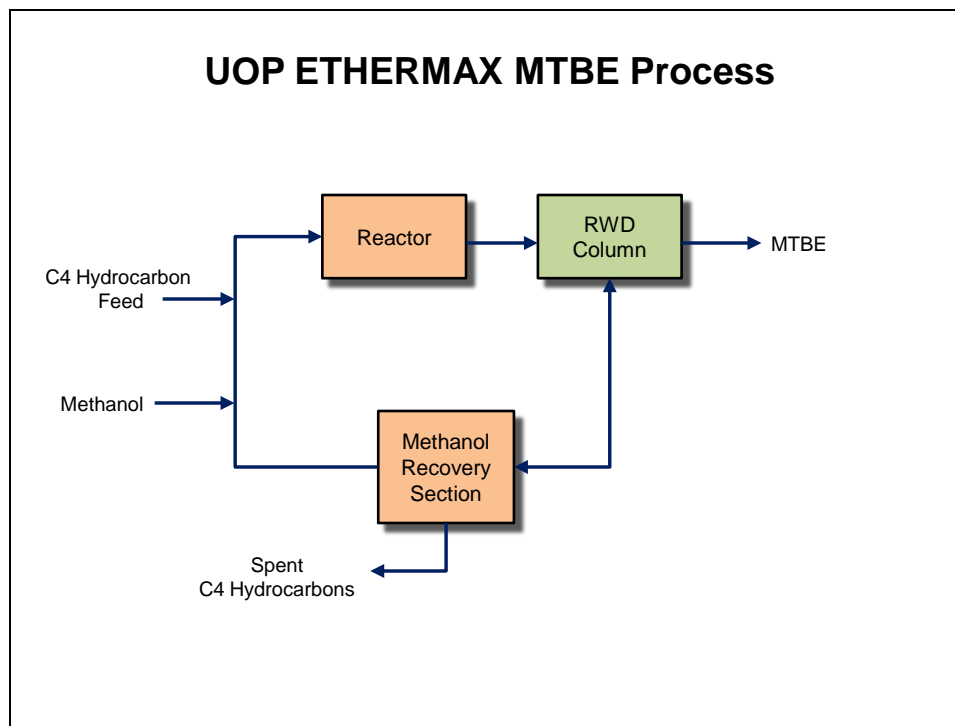 UOP ETHERMAX MTBE Process
Reactor
RWD
Column
MTBE
C4 Hydrocarbon
Feed
Methanol
Methanol
Recovery
Section
Spent
C4 Hydrocarbons